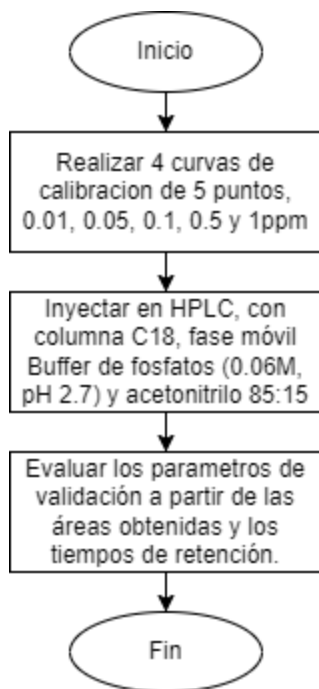 Inicio
Realizar 4 curvas de
calibracion de 5 puntos,
0.01, 0.05, 0.1, 0.5 y 1ppm
Inyectar en HPLC, con
columna C18, fase móvil
Buffer de fosfatos (0.06M,
pH 2.7) y acetonitrilo 85:15
Evaluar los parametros de
validación a partir de las
áreas obtenidas y los
tiempos de retención.
Fin